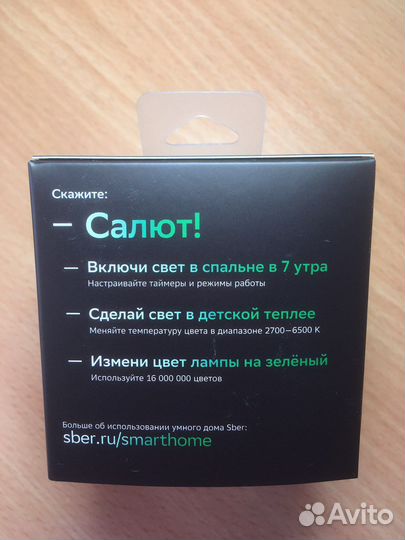 Скажите:
– Салют!
– Включи свет в спальне в 7 утра
Настраивайте таймеры и режимы работы
– Сделай свет в детской теплее
Меняйте температуру цвета в диапазоне 2700–6500 K
– Измени цвет лампы на зелёный
Используйте 16 000 000 цветов
Больше об использовании умного дома Sber:
sber.ru/smarthome
Avito